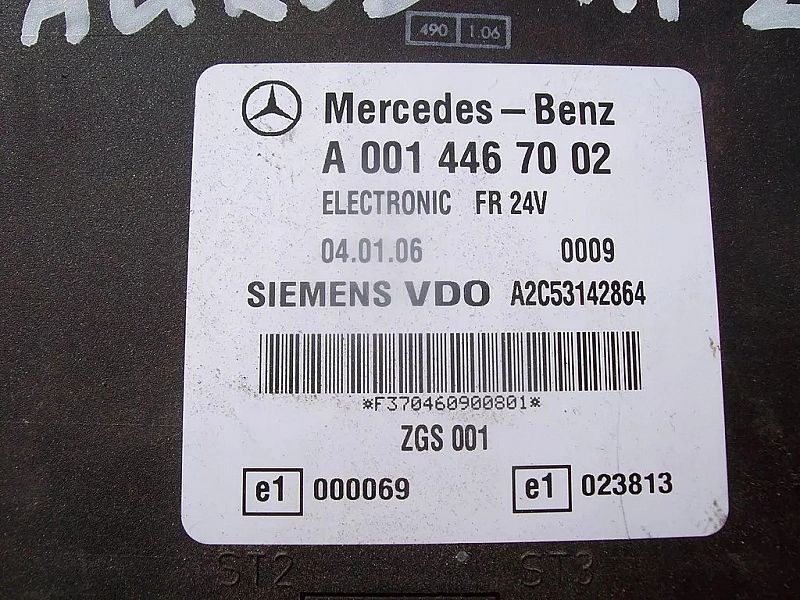 490 1.06
Mercedes-Benz
A 001 446 70 02
ELECTRONIC FR 24V
04.01.06 0009
SIEMENS VDO A2C53142864
*F370460900801*
ZGS 001
e1 000069 e1 023813
ST2 ST3